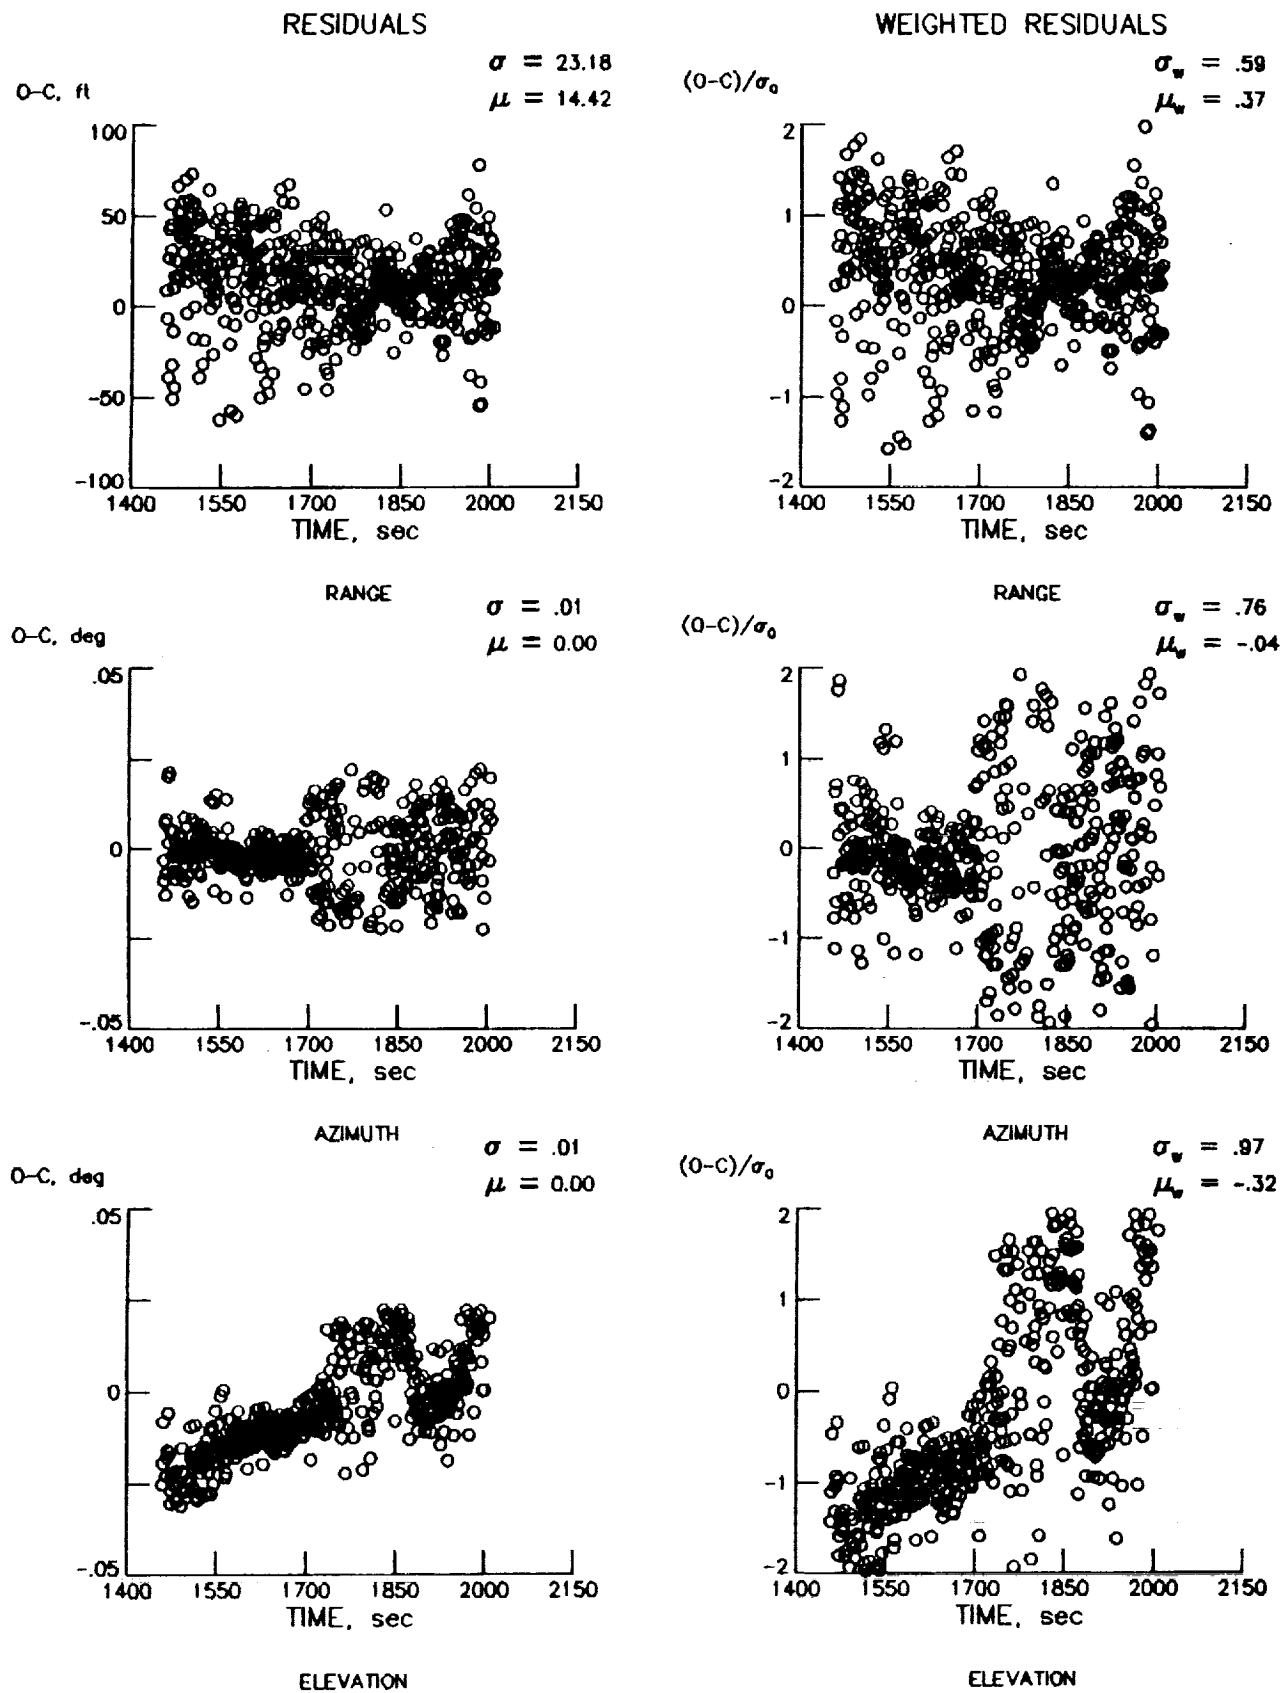 RESIDUALS
WEIGHTED RESIDUALS
O-C, ft
σ = 23.18
μ = 14.42
100
50
0
-50
-100
1400 1550 1700 1850 2000 2150
TIME, sec
RANGE
(O-C)/σ₀
σw = .59
μw = .37
2
1
0
-1
-2
1400 1550 1700 1850 2000 2150
TIME, sec
RANGE
O-C, deg
σ = .01
μ = 0.00
.05
0
-.05
1400 1550 1700 1850 2000 2150
TIME, sec
AZIMUTH
(O-C)/σ₀
σw = .76
μw = -.04
2
1
0
-1
-2
1400 1550 1700 1850 2000 2150
TIME, sec
AZIMUTH
O-C, deg
σ = .01
μ = 0.00
.05
0
-.05
1400 1550 1700 1850 2000 2150
TIME, sec
ELEVATION
(O-C)/σ₀
σw = .97
μw = -.32
2
1
0
-1
-2
1400 1550 1700 1850 2000 2150
TIME, sec
ELEVATION